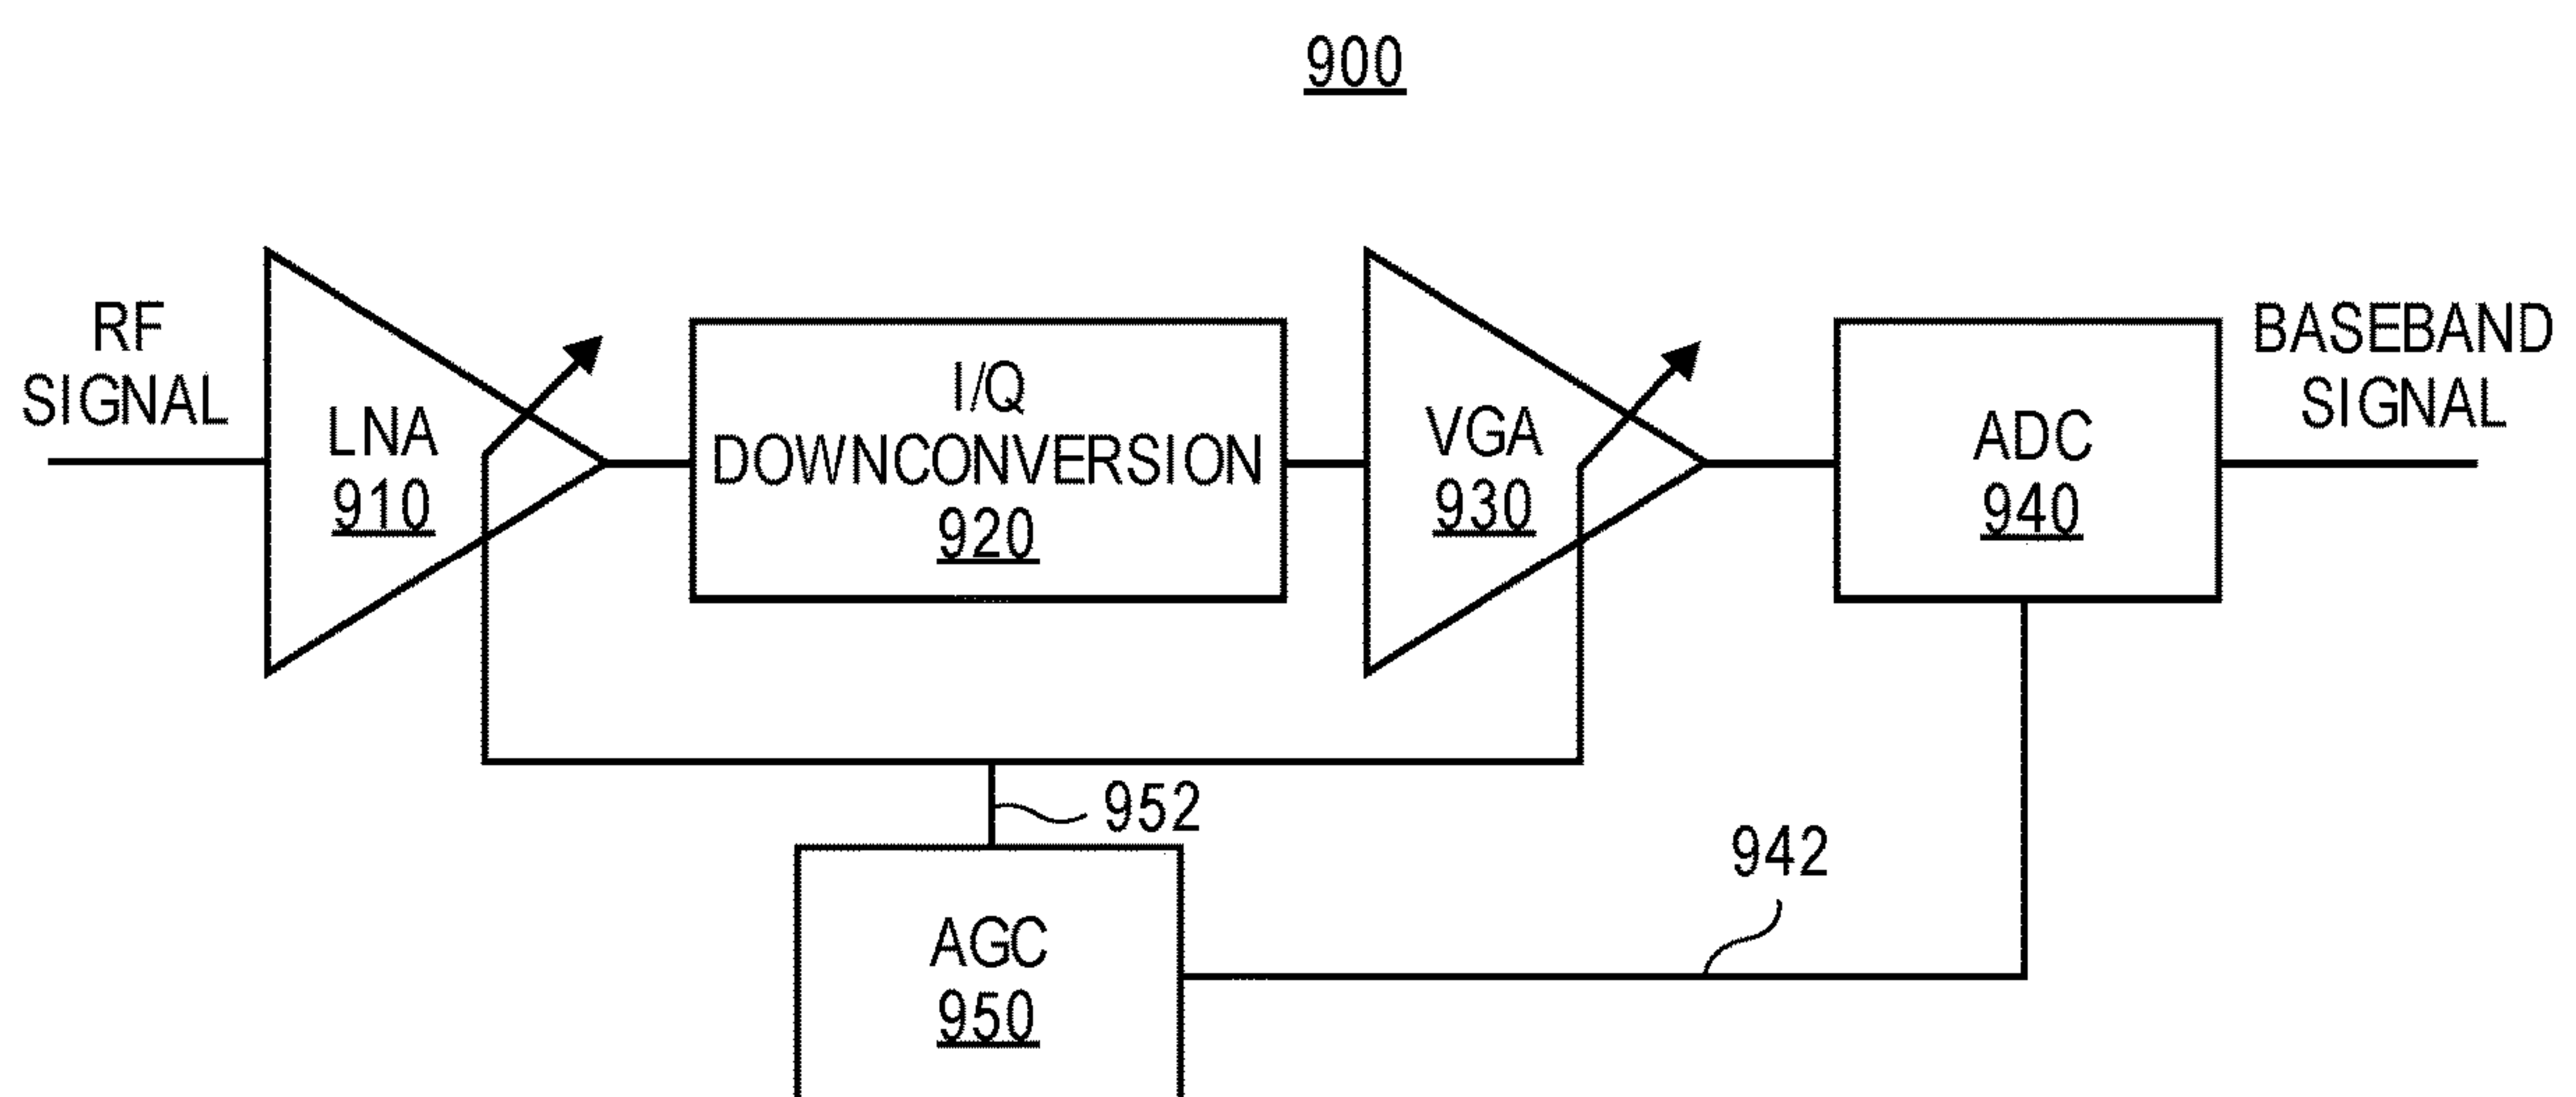 900
RF
SIGNAL
LNA
910
I/Q
DOWNCONVERSION
920
VGA
930
ADC
940
BASEBAND
SIGNAL
952
942
AGC
950